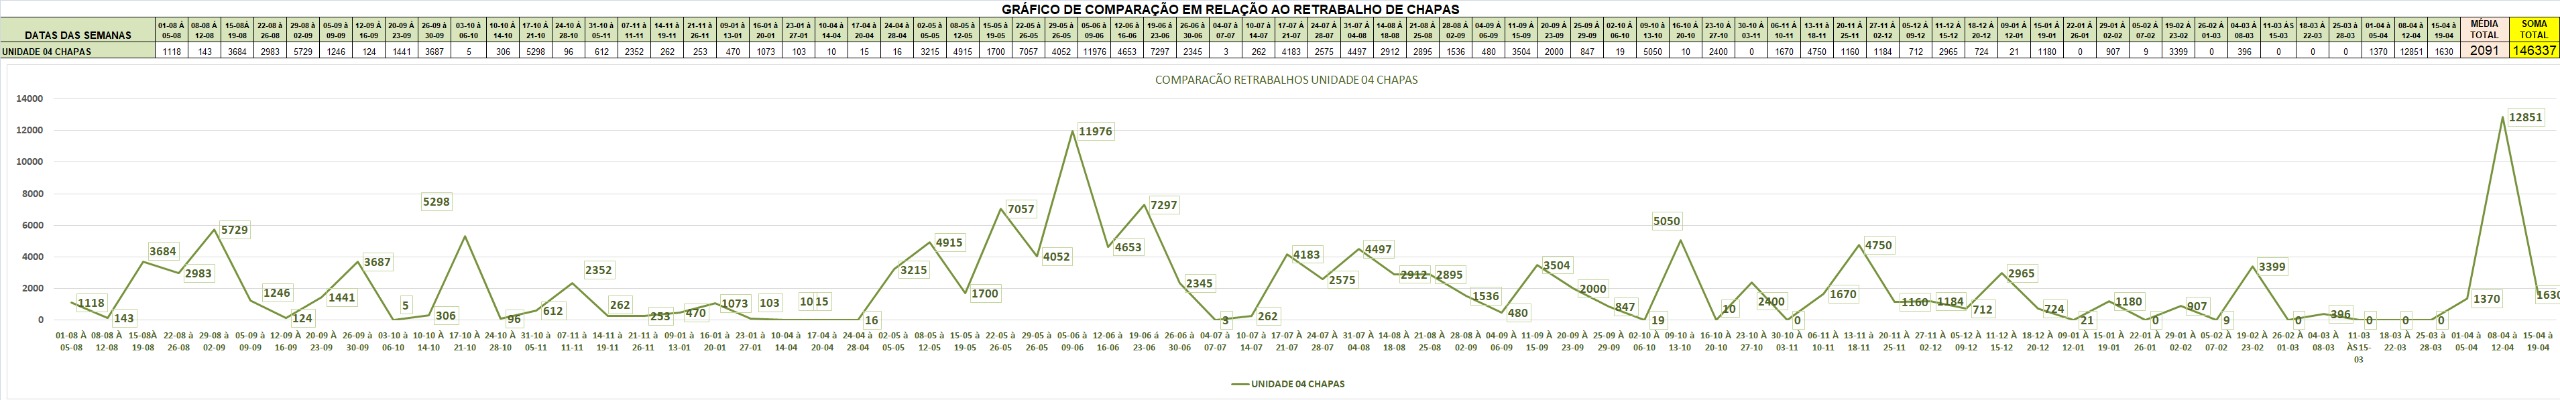 GRÁFICO DE COMPARAÇÃO EM RELAÇÃO AO RETRABALHO DE CHAPAS
DATAS DAS SEMANAS 01-08 À 05-08 08-08 À 12-08 15-08À 19-08 22-08 à 26-08 29-08 à 02-09 05-09 à 09-09 12-09 À 16-09 20-09 À 23-09 26-09 à 30-09 03-10 à 06-10 10-10 À 14-10 17-10 À 21-10 24-10 À 28-10 31-10 à 05-11 07-11 à 11-11 14-11 à 19-11 21-11 à 26-11 09-01 à 13-01 16-01 à 20-01 23-01 à 27-01 10-04 à 14-04 17-04 à 20-04 24-04 à 28-04 02-05 à 05-05 08-05 à 12-05 15-05 à 19-05 22-05 à 26-05 29-05 à 02-06 05-06 à 09-06 12-06 à 16-06 19-06 à 23-06 26-06 à 30-06 04-07 à 07-07 10-07 à 14-07 17-07 À 21-07 24-07 À 28-07 31-07 À 04-08 14-08 À 18-08 21-08 À 25-08 28-08 À 02-09 04-09 À 06-09 11-09 À 15-09 20-09 À 23-09 25-09 À 29-09 02-10 À 06-10 09-10 à 13-10 16-10 À 20-10 23-10 À 27-10 30-10 À 03-11 06-11 À 10-11 13-11 À 18-11 20-11 À 25-11 27-11 À 02-12 05-12 À 09-12 11-12 À 15-12 18-12 À 20-12 09-01 À 12-01 15-01 À 19-01 22-01 À 26-01 29-01 À 02-02 05-02 À 07-02 19-02 À 23-02 26-02 À 01-03 04-03 À 08-03 11-03 ÀS 15-03 18-03 À 22-03 25-03 à 28-03 01-04 à 05-04 08-04 à 12-04 15-04 à 19-04 MÉDIA TOTAL SOMA TOTAL
UNIDADE 04 CHAPAS 1118 143 3684 2983 5729 1246 124 1441 3687 5 306 5298 96 612 2352 262 253 470 1073 103 10 15 16 3215 4915 1700 7057 4052 11976 4653 7297 2345 3 262 4183 2575 4497 2912 2895 1536 480 3504 2000 847 19 5050 10 2400 0 1670 4750 1160 1184 712 2965 724 21 1180 0 907 9 3399 0 396 0 0 0 1370 12851 1630 2091 146337
COMPARAÇÃO RETRABALHOS UNIDADE 04 CHAPAS
14000
12000
10000
8000
6000
4000
2000
0
1118 143 3684 2983 5729 1246 124 1441 3687 5 306 5298 96 612 2352 262 253 470 1073 103 10 15 16 3215 4915 1700 7057 4052 11976 4653 7297 2345 3 262 4183 2575 4497 2912 2895 1536 480 3504 2000 847 19 5050 10 2400 0 1670 4750 1160 1184 712 2965 724 21 1180 0 907 9 3399 0 396 0 0 0 1370 12851 1630
01-08 À 08-08 À 15-08À 22-08 à 29-08 à 05-09 à 12-09 À 20-09 À 26-09 à 03-10 à 10-10 À 17-10 À 24-10 À 31-10 à 07-11 à 14-11 à 21-11 à 09-01 à 16-01 à 23-01 à 10-04 à 17-04 à 24-04 à 02-05 à 08-05 à 15-05 à 22-05 à 29-05 à 05-06 à 12-06 à 19-06 à 26-06 à 04-07 à 10-07 à 17-07 À 24-07 À 31-07 À 14-08 À 21-08 À 28-08 À 04-09 À 11-09 À 20-09 À 25-09 À 02-10 À 09-10 à 16-10 À 23-10 À 30-10 À 06-11 À 13-11 À 20-11 À 27-11 À 05-12 À 11-12 À 18-12 À 09-01 À 15-01 À 22-01 À 29-01 À 05-02 À 19-02 À 26-02 À 04-03 À 11-03 18-03 À 25-03 à 01-04 à 08-04 à 15-04 à
05-08 12-08 19-08 26-08 02-09 09-09 16-09 23-09 30-09 06-10 14-10 21-10 28-10 05-11 11-11 19-11 26-11 13-01 20-01 27-01 14-04 20-04 28-04 05-05 12-05 19-05 26-05 02-06 09-06 16-06 23-06 30-06 07-07 14-07 21-07 28-07 04-08 18-08 25-08 02-09 06-09 15-09 23-09 29-09 06-10 13-10 20-10 27-10 03-11 10-11 18-11 25-11 02-12 09-12 15-12 20-12 12-01 19-01 26-01 02-02 07-02 23-02 01-03 08-03 ÀS 15- 22-03 28-03 05-04 12-04 19-04
03
UNIDADE 04 CHAPAS